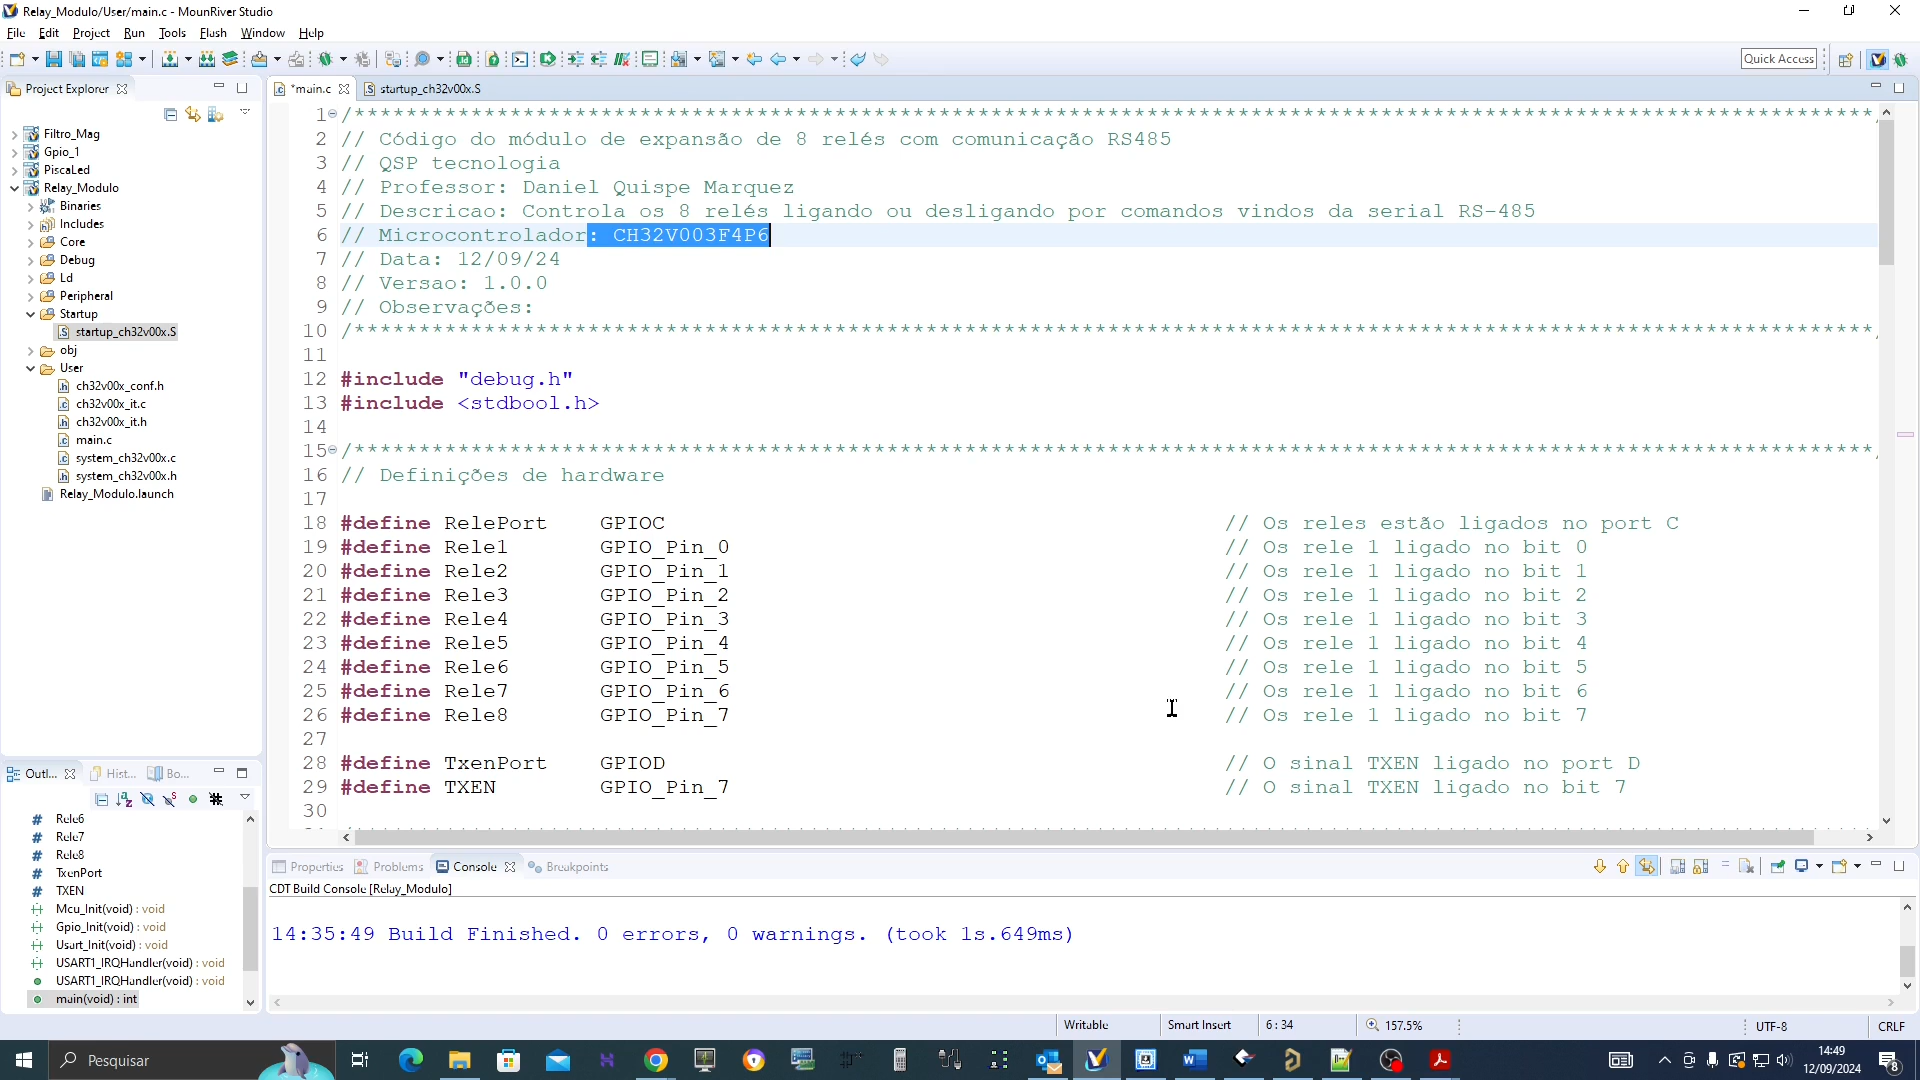 Relay_Modulo/User/main.c - MounRiver Studio
File Edit Project Run Tools Flash Window Help
Quick Access
Project Explorer
*main.c
startup_ch32v00x.S
Filtro_Mag
Gpio_1
PiscaLed
Relay_Modulo
Binaries
Includes
Core
Debug
Ld
Peripheral
Startup
startup_ch32v00x.S
obj
User
ch32v00x_conf.h
ch32v00x_it.c
ch32v00x_it.h
main.c
system_ch32v00x.c
system_ch32v00x.h
Relay_Modulo.launch
1 /**********************************************************************************************************************
2 // Código do módulo de expansão de 8 relés com comunicação RS485
3 // QSP tecnologia
4 // Professor: Daniel Quispe Marquez
5 // Descricao: Controla os 8 relés ligando ou desligando por comandos vindos da serial RS-485
6 // Microcontrolador: CH32V003F4P6
7 // Data: 12/09/24
8 // Versao: 1.0.0
9 // Observações:
10 /**********************************************************************************************************************
11
12 #include "debug.h"
13 #include <stdbool.h>
14
15 /**********************************************************************************************************************
16 // Definições de hardware
17
18 #define RelePort GPIOC // Os reles estão ligados no port C
19 #define Rele1 GPIO_Pin_0 // Os rele 1 ligado no bit 0
20 #define Rele2 GPIO_Pin_1 // Os rele 1 ligado no bit 1
21 #define Rele3 GPIO_Pin_2 // Os rele 1 ligado no bit 2
22 #define Rele4 GPIO_Pin_3 // Os rele 1 ligado no bit 3
23 #define Rele5 GPIO_Pin_4 // Os rele 1 ligado no bit 4
24 #define Rele6 GPIO_Pin_5 // Os rele 1 ligado no bit 5
25 #define Rele7 GPIO_Pin_6 // Os rele 1 ligado no bit 6
26 #define Rele8 GPIO_Pin_7 // Os rele 1 ligado no bit 7
27
28 #define TxenPort GPIOD // O sinal TXEN ligado no port D
29 #define TXEN GPIO_Pin_7 // O sinal TXEN ligado no bit 7
30
Outl... Hist... Bo...
Rele6
Rele7
Rele8
TxenPort
TXEN
Mcu_Init(void) : void
Gpio_Init(void) : void
Usart_Init(void) : void
USART1_IRQHandler(void) : void
USART1_IRQHandler(void) : void
main(void) : int
Properties Problems Console Breakpoints
CDT Build Console [Relay_Modulo]
14:35:49 Build Finished. 0 errors, 0 warnings. (took 1s.649ms)
Writable Smart Insert 6 : 34 157.5% UTF-8 CRLF
Pesquisar
14:49
12/09/2024
8